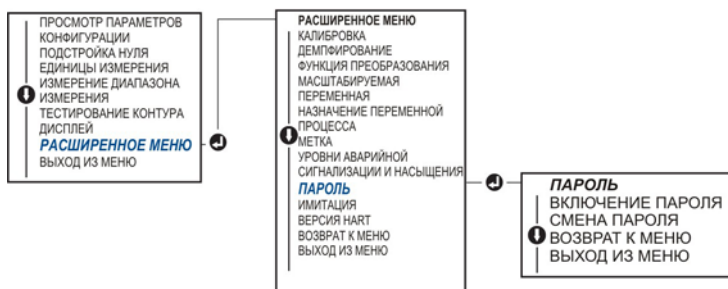 ПРОСМОТР ПАРАМЕТРОВ
КОНФИГУРАЦИИ
ПОДСТРОЙКА НУЛЯ
ЕДИНИЦЫ ИЗМЕРЕНИЯ
ИЗМЕРЕНИЕ ДИАПАЗОНА
ИЗМЕРЕНИЯ
ТЕСТИРОВАНИЕ КОНТУРА
ДИСПЛЕЙ
РАСШИРЕННОЕ МЕНЮ
ВЫХОД ИЗ МЕНЮ
РАСШИРЕННОЕ МЕНЮ
КАЛИБРОВКА
ДЕМПФИРОВАНИЕ
ФУНКЦИЯ ПРЕОБРАЗОВАНИЯ
МАСШТАБИРУЕМАЯ
ПЕРЕМЕННАЯ
НАЗНАЧЕНИЕ ПЕРЕМЕННОЙ
ПРОЦЕССА
МЕТКА
УРОВНИ АВАРИЙНОЙ
СИГНАЛИЗАЦИИ И НАСЫЩЕНИЯ
ПАРОЛЬ
ИМИТАЦИЯ
ВЕРСИЯ HART
ВОЗВРАТ К МЕНЮ
ВЫХОД ИЗ МЕНЮ
ПАРОЛЬ
ВКЛЮЧЕНИЕ ПАРОЛЯ
СМЕНА ПАРОЛЯ
ВОЗВРАТ К МЕНЮ
ВЫХОД ИЗ МЕНЮ